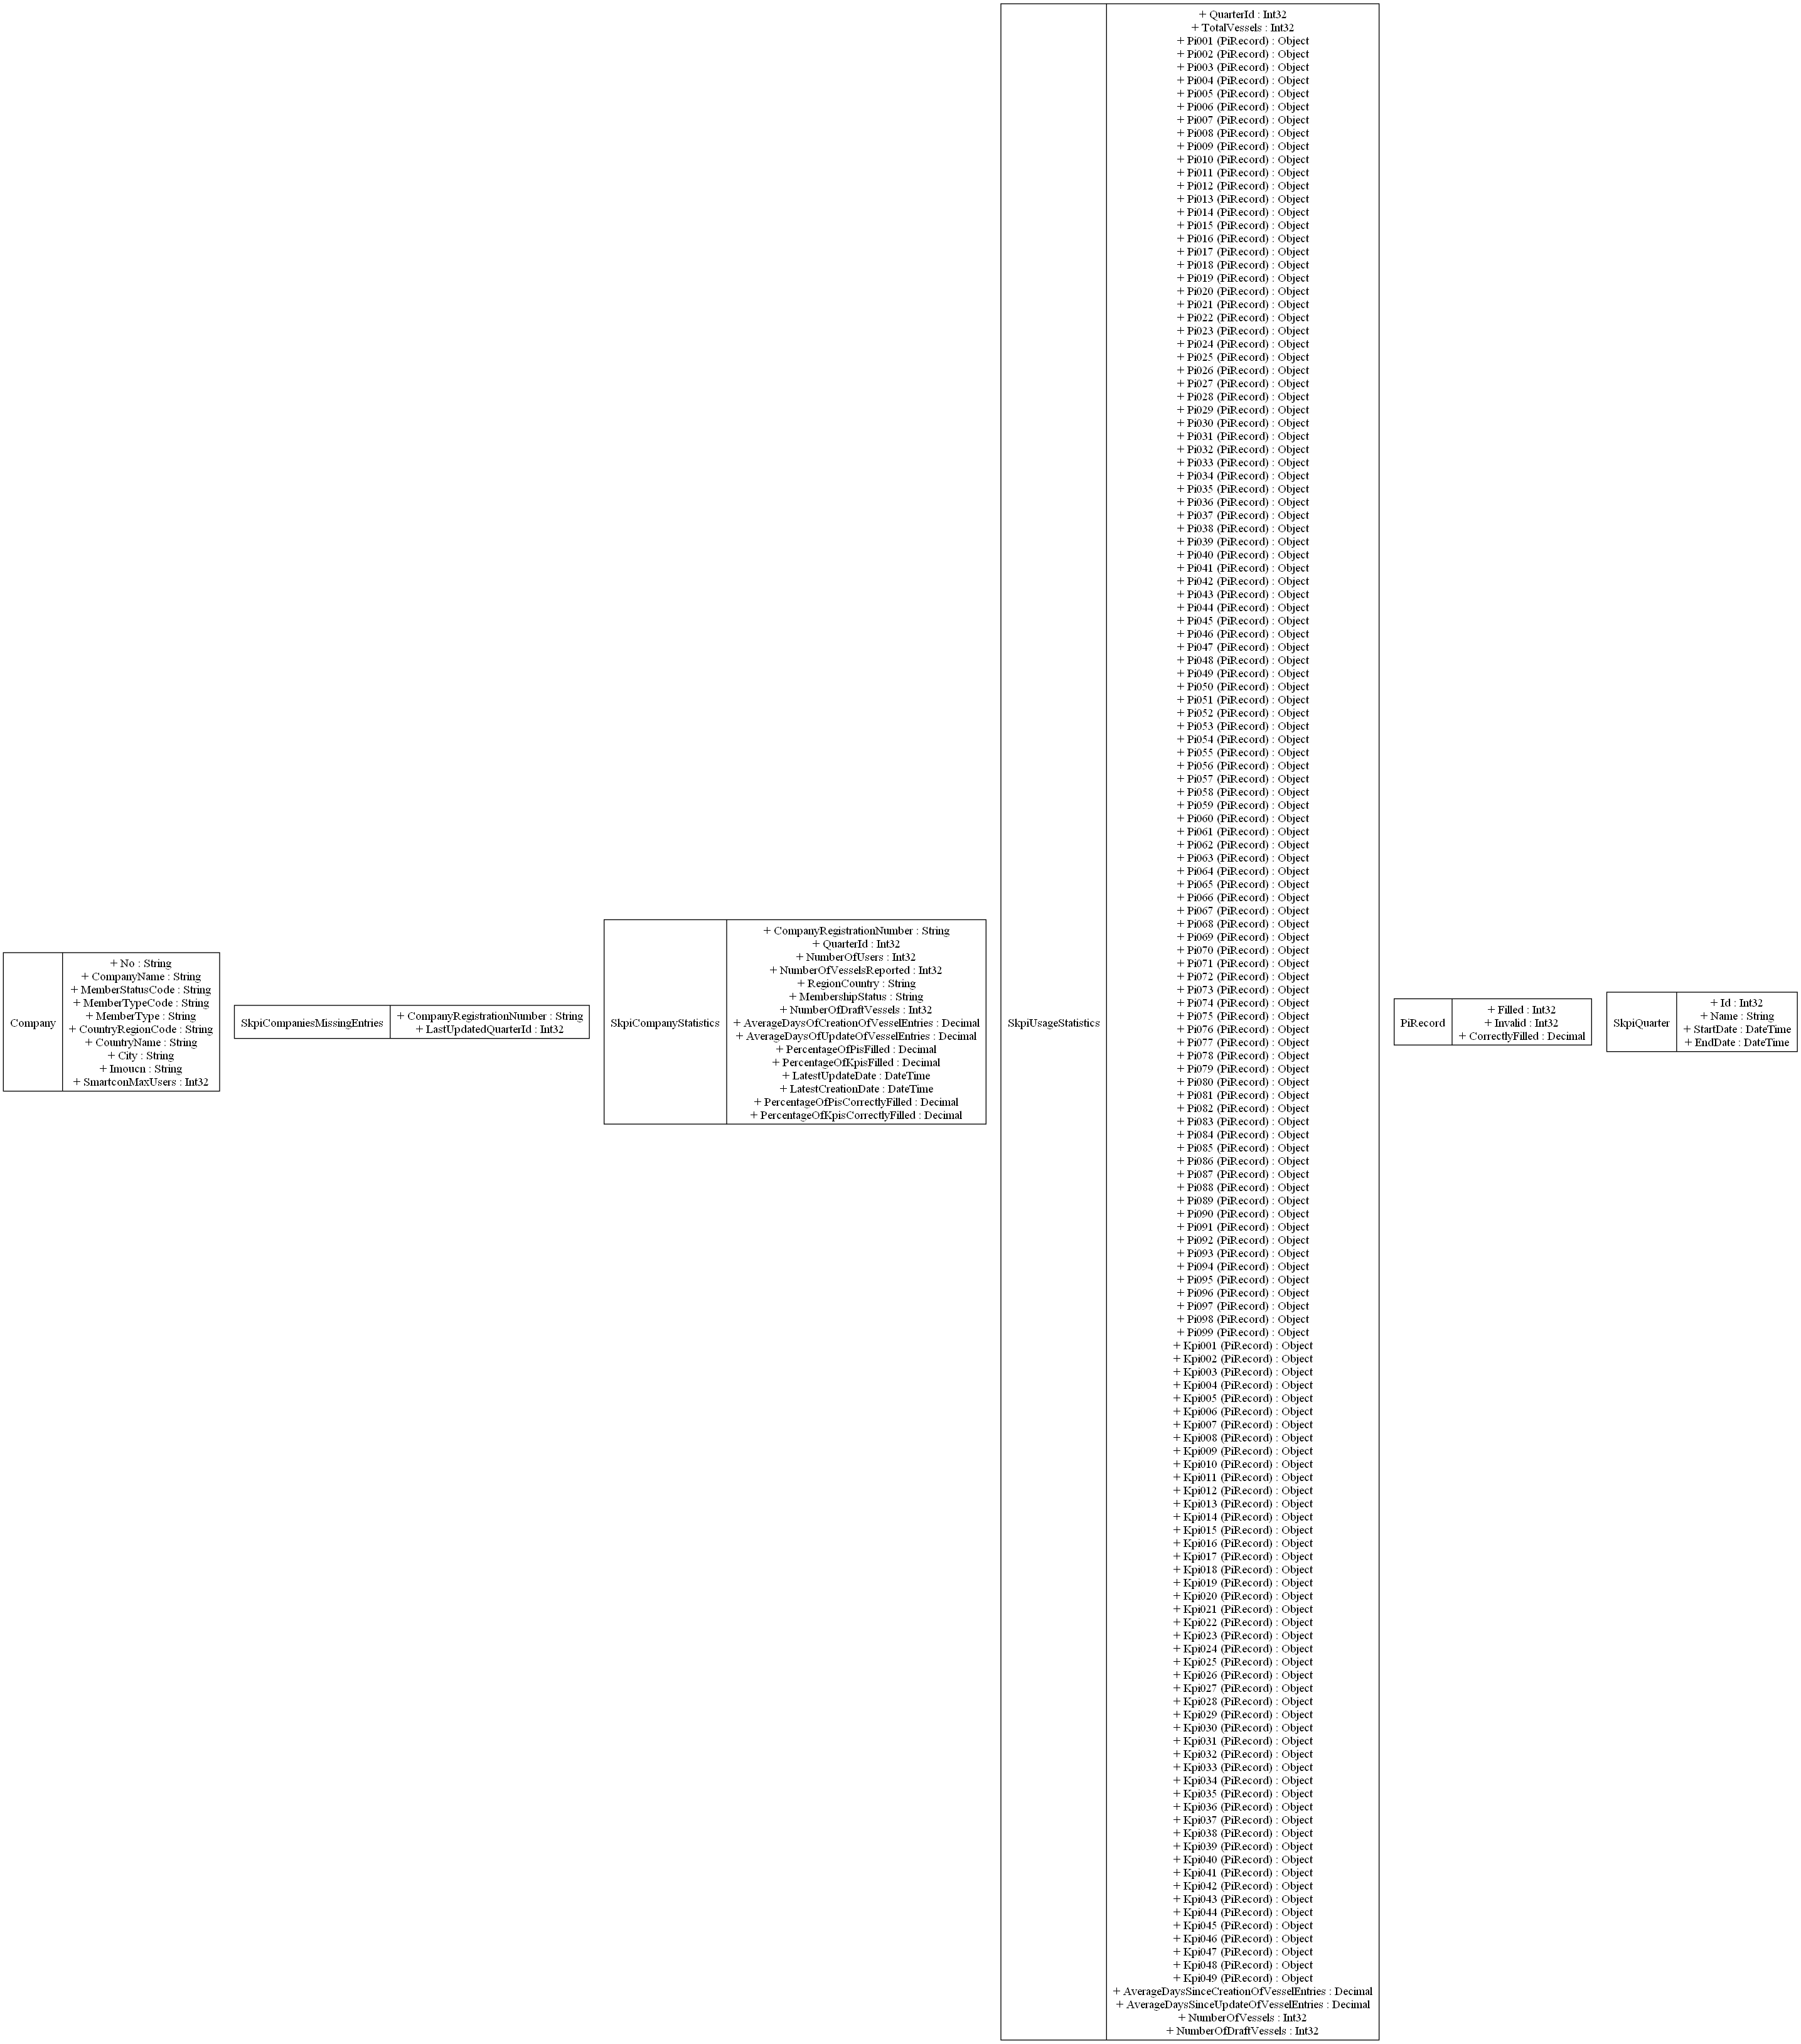 Company
+ No : String
+ CompanyName : String
+ MemberStatusCode : String
+ MemberTypeCode : String
+ MemberType : String
+ CountryRegionCode : String
+ CountryName : String
+ City : String
+ Imoucn : String
+ SmartconMaxUsers : Int32
SkpiCompaniesMissingEntries
+ CompanyRegistrationNumber : String
+ LastUpdatedQuarterId : Int32
SkpiCompanyStatistics
+ CompanyRegistrationNumber : String
+ QuarterId : Int32
+ NumberOfUsers : Int32
+ NumberOfVesselsReported : Int32
+ RegionCountry : String
+ MembershipStatus : String
+ NumberOfDraftVessels : Int32
+ AverageDaysOfCreationOfVesselEntries : Decimal
+ AverageDaysOfUpdateOfVesselEntries : Decimal
+ PercentageOfPisFilled : Decimal
+ PercentageOfKpisFilled : Decimal
+ LatestUpdateDate : DateTime
+ LatestCreationDate : DateTime
+ PercentageOfPisCorrectlyFilled : Decimal
+ PercentageOfKpisCorrectlyFilled : Decimal
SkpiUsageStatistics
+ QuarterId : Int32
+ TotalVessels : Int32
+ Pi001 (PiRecord) : Object
+ Pi002 (PiRecord) : Object
+ Pi003 (PiRecord) : Object
+ Pi004 (PiRecord) : Object
+ Pi005 (PiRecord) : Object
+ Pi006 (PiRecord) : Object
+ Pi007 (PiRecord) : Object
+ Pi008 (PiRecord) : Object
+ Pi009 (PiRecord) : Object
+ Pi010 (PiRecord) : Object
+ Pi011 (PiRecord) : Object
+ Pi012 (PiRecord) : Object
+ Pi013 (PiRecord) : Object
+ Pi014 (PiRecord) : Object
+ Pi015 (PiRecord) : Object
+ Pi016 (PiRecord) : Object
+ Pi017 (PiRecord) : Object
+ Pi018 (PiRecord) : Object
+ Pi019 (PiRecord) : Object
+ Pi020 (PiRecord) : Object
+ Pi021 (PiRecord) : Object
+ Pi022 (PiRecord) : Object
+ Pi023 (PiRecord) : Object
+ Pi024 (PiRecord) : Object
+ Pi025 (PiRecord) : Object
+ Pi026 (PiRecord) : Object
+ Pi027 (PiRecord) : Object
+ Pi028 (PiRecord) : Object
+ Pi029 (PiRecord) : Object
+ Pi030 (PiRecord) : Object
+ Pi031 (PiRecord) : Object
+ Pi032 (PiRecord) : Object
+ Pi033 (PiRecord) : Object
+ Pi034 (PiRecord) : Object
+ Pi035 (PiRecord) : Object
+ Pi036 (PiRecord) : Object
+ Pi037 (PiRecord) : Object
+ Pi038 (PiRecord) : Object
+ Pi039 (PiRecord) : Object
+ Pi040 (PiRecord) : Object
+ Pi041 (PiRecord) : Object
+ Pi042 (PiRecord) : Object
+ Pi043 (PiRecord) : Object
+ Pi044 (PiRecord) : Object
+ Pi045 (PiRecord) : Object
+ Pi046 (PiRecord) : Object
+ Pi047 (PiRecord) : Object
+ Pi048 (PiRecord) : Object
+ Pi049 (PiRecord) : Object
+ Pi050 (PiRecord) : Object
+ Pi051 (PiRecord) : Object
+ Pi052 (PiRecord) : Object
+ Pi053 (PiRecord) : Object
+ Pi054 (PiRecord) : Object
+ Pi055 (PiRecord) : Object
+ Pi056 (PiRecord) : Object
+ Pi057 (PiRecord) : Object
+ Pi058 (PiRecord) : Object
+ Pi059 (PiRecord) : Object
+ Pi060 (PiRecord) : Object
+ Pi061 (PiRecord) : Object
+ Pi062 (PiRecord) : Object
+ Pi063 (PiRecord) : Object
+ Pi064 (PiRecord) : Object
+ Pi065 (PiRecord) : Object
+ Pi066 (PiRecord) : Object
+ Pi067 (PiRecord) : Object
+ Pi068 (PiRecord) : Object
+ Pi069 (PiRecord) : Object
+ Pi070 (PiRecord) : Object
+ Pi071 (PiRecord) : Object
+ Pi072 (PiRecord) : Object
+ Pi073 (PiRecord) : Object
+ Pi074 (PiRecord) : Object
+ Pi075 (PiRecord) : Object
+ Pi076 (PiRecord) : Object
+ Pi077 (PiRecord) : Object
+ Pi078 (PiRecord) : Object
+ Pi079 (PiRecord) : Object
+ Pi080 (PiRecord) : Object
+ Pi081 (PiRecord) : Object
+ Pi082 (PiRecord) : Object
+ Pi083 (PiRecord) : Object
+ Pi084 (PiRecord) : Object
+ Pi085 (PiRecord) : Object
+ Pi086 (PiRecord) : Object
+ Pi087 (PiRecord) : Object
+ Pi088 (PiRecord) : Object
+ Pi089 (PiRecord) : Object
+ Pi090 (PiRecord) : Object
+ Pi091 (PiRecord) : Object
+ Pi092 (PiRecord) : Object
+ Pi093 (PiRecord) : Object
+ Pi094 (PiRecord) : Object
+ Pi095 (PiRecord) : Object
+ Pi096 (PiRecord) : Object
+ Pi097 (PiRecord) : Object
+ Pi098 (PiRecord) : Object
+ Pi099 (PiRecord) : Object
+ Kpi001 (PiRecord) : Object
+ Kpi002 (PiRecord) : Object
+ Kpi003 (PiRecord) : Object
+ Kpi004 (PiRecord) : Object
+ Kpi005 (PiRecord) : Object
+ Kpi006 (PiRecord) : Object
+ Kpi007 (PiRecord) : Object
+ Kpi008 (PiRecord) : Object
+ Kpi009 (PiRecord) : Object
+ Kpi010 (PiRecord) : Object
+ Kpi011 (PiRecord) : Object
+ Kpi012 (PiRecord) : Object
+ Kpi013 (PiRecord) : Object
+ Kpi014 (PiRecord) : Object
+ Kpi015 (PiRecord) : Object
+ Kpi016 (PiRecord) : Object
+ Kpi017 (PiRecord) : Object
+ Kpi018 (PiRecord) : Object
+ Kpi019 (PiRecord) : Object
+ Kpi020 (PiRecord) : Object
+ Kpi021 (PiRecord) : Object
+ Kpi022 (PiRecord) : Object
+ Kpi023 (PiRecord) : Object
+ Kpi024 (PiRecord) : Object
+ Kpi025 (PiRecord) : Object
+ Kpi026 (PiRecord) : Object
+ Kpi027 (PiRecord) : Object
+ Kpi028 (PiRecord) : Object
+ Kpi029 (PiRecord) : Object
+ Kpi030 (PiRecord) : Object
+ Kpi031 (PiRecord) : Object
+ Kpi032 (PiRecord) : Object
+ Kpi033 (PiRecord) : Object
+ Kpi034 (PiRecord) : Object
+ Kpi035 (PiRecord) : Object
+ Kpi036 (PiRecord) : Object
+ Kpi037 (PiRecord) : Object
+ Kpi038 (PiRecord) : Object
+ Kpi039 (PiRecord) : Object
+ Kpi040 (PiRecord) : Object
+ Kpi041 (PiRecord) : Object
+ Kpi042 (PiRecord) : Object
+ Kpi043 (PiRecord) : Object
+ Kpi044 (PiRecord) : Object
+ Kpi045 (PiRecord) : Object
+ Kpi046 (PiRecord) : Object
+ Kpi047 (PiRecord) : Object
+ Kpi048 (PiRecord) : Object
+ Kpi049 (PiRecord) : Object
+ AverageDaysSinceCreationOfVesselEntries : Decimal
+ AverageDaysSinceUpdateOfVesselEntries : Decimal
+ NumberOfVessels : Int32
+ NumberOfDraftVessels : Int32
PiRecord
+ Filled : Int32
+ Invalid : Int32
+ CorrectlyFilled : Decimal
SkpiQuarter
+ Id : Int32
+ Name : String
+ StartDate : DateTime
+ EndDate : DateTime